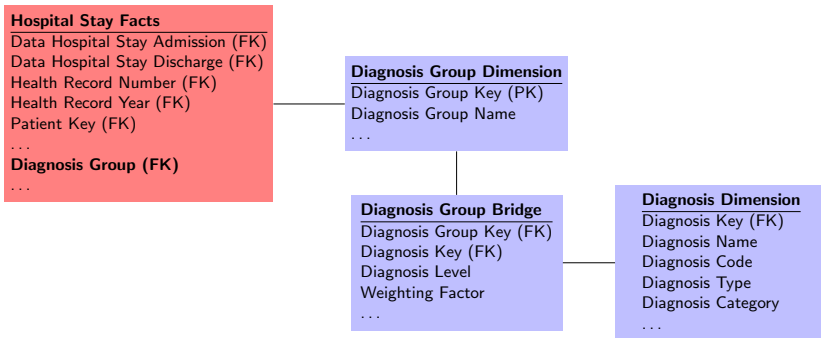 Hospital Stay Facts
Data Hospital Stay Admission (FK)
Data Hospital Stay Discharge (FK)
Health Record Number (FK)
Health Record Year (FK)
Patient Key (FK)
...
Diagnosis Group (FK)
...
Diagnosis Group Dimension
Diagnosis Group Key (PK)
Diagnosis Group Name
...
Diagnosis Group Bridge
Diagnosis Group Key (FK)
Diagnosis Key (FK)
Diagnosis Level
Weighting Factor
...
Diagnosis Dimension
Diagnosis Key (FK)
Diagnosis Name
Diagnosis Code
Diagnosis Type
Diagnosis Category
...